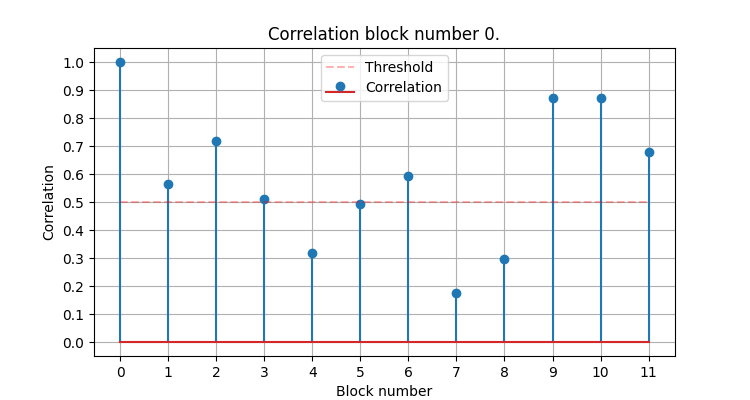 Correlation block number 0.
Threshold
Correlation
Correlation
1.0
0.9
0.8
0.7
0.6
0.5
0.4
0.3
0.2
0.1
0.0
0 1 2 3 4 5 6 7 8 9 10 11
Block number